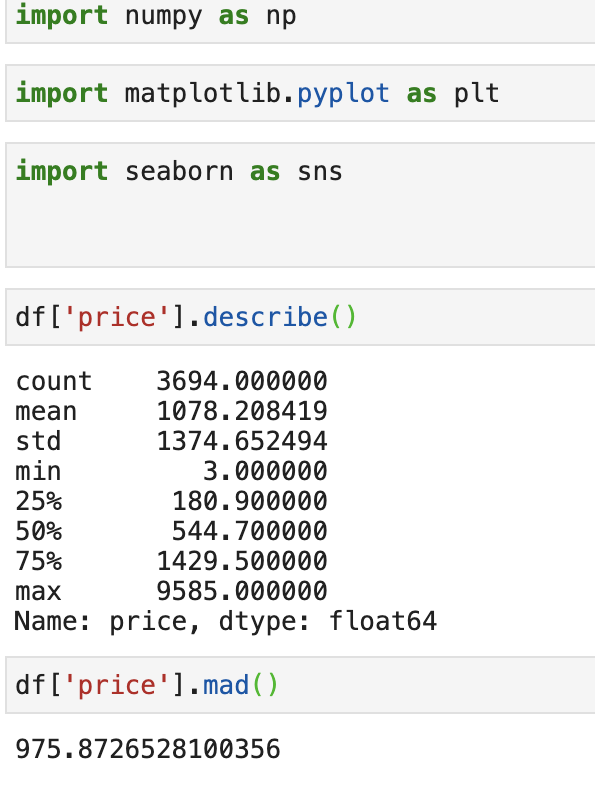 import numpy as np
import matplotlib.pyplot as plt
import seaborn as sns
df['price'].describe()
count    3694.000000
mean     1078.208419
std      1374.652494
min         3.000000
25%       180.900000
50%       544.700000
75%      1429.500000
max      9585.000000
Name: price, dtype: float64
df['price'].mad()
975.8726528100356